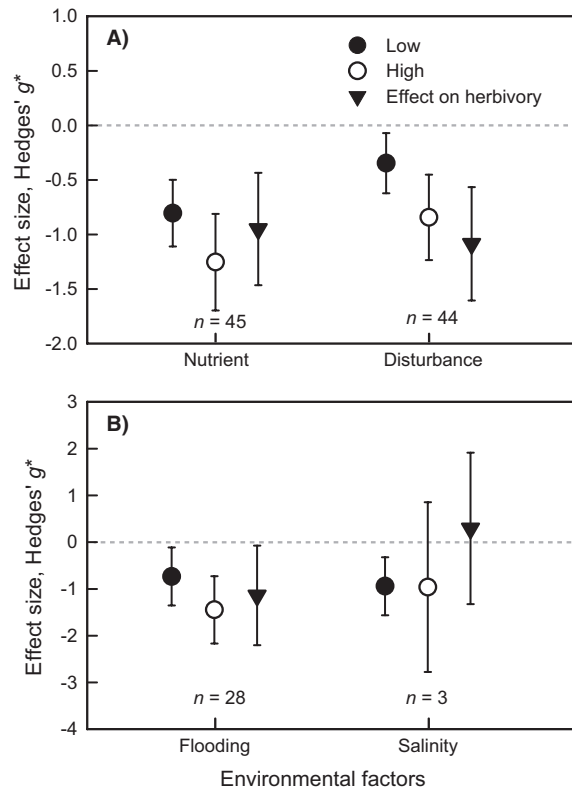 A)
Low
High
Effect on herbivory
1.0
0.5
0.0
-0.5
-1.0
-1.5
-2.0
Effect size, Hedges' g*
n = 45
n = 44
Nutrient
Disturbance
B)
3
2
1
0
-1
-2
-3
-4
Effect size, Hedges' g*
n = 28
n = 3
Flooding
Salinity
Environmental factors